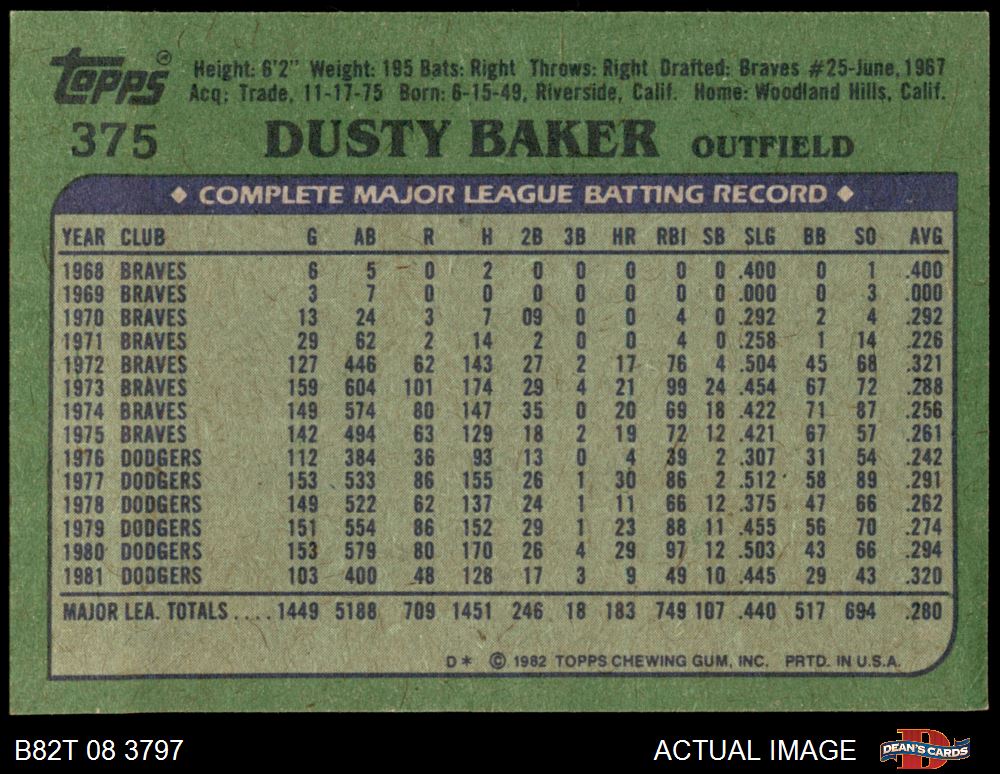 Topps® Height: 6'2" Weight: 195 Bats: Right Throws: Right Drafted: Braves #25-June, 1967
Acq: Trade, 11-17-75 Born: 6-15-49, Riverside, Calif. Home: Woodland Hills, Calif.
375 DUSTY BAKER OUTFIELD
◆ COMPLETE MAJOR LEAGUE BATTING RECORD ◆
YEAR CLUB G AB R H 2B 3B HR RBI SB SLG BB SO AVG
1968 BRAVES 6 5 0 2 0 0 0 0 0 .400 0 1 .400
1969 BRAVES 3 7 0 0 0 0 0 0 0 .000 0 3 .000
1970 BRAVES 13 24 3 7 09 0 0 4 0 .292 2 4 .292
1971 BRAVES 29 62 2 14 2 0 0 4 0 .258 1 14 .226
1972 BRAVES 127 446 62 143 27 2 17 76 4 .504 45 68 .321
1973 BRAVES 159 604 101 174 29 4 21 99 24 .454 67 72 .288
1974 BRAVES 149 574 80 147 35 0 20 69 18 .422 71 87 .256
1975 BRAVES 142 494 63 129 18 2 19 72 12 .421 67 57 .261
1976 DODGERS 112 384 36 93 13 0 4 39 2 .307 31 54 .242
1977 DODGERS 153 533 86 155 26 1 30 86 2 .512 58 89 .291
1978 DODGERS 149 522 62 137 24 1 11 66 12 .375 47 66 .262
1979 DODGERS 151 554 86 152 29 1 23 88 11 .455 56 70 .274
1980 DODGERS 153 579 80 170 26 4 29 97 12 .503 43 66 .294
1981 DODGERS 103 400 48 128 17 3 9 49 10 .445 29 43 .320
MAJOR LEA. TOTALS .... 1449 5188 709 1451 246 18 183 749 107 .440 517 694 .280
D* © 1982 TOPPS CHEWING GUM, INC. PRTD. IN U.S.A.
B82T 08 3797 ACTUAL IMAGE DEAN'S CARDS